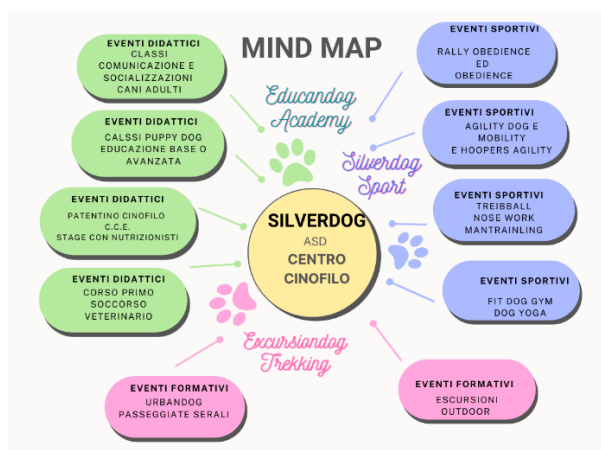 MIND MAP
EVENTI DIDATTICI
CLASSI
COMUNICAZIONE E
SOCIALIZZAZIONI
CANI ADULTI
EVENTI DIDATTICI
CALSSI PUPPY DOG
EDUCAZIONE BASE O
AVANZATA
EVENTI DIDATTICI
PATENTINO CINOFILO
C.C.E.
STAGE CON NUTRIZIONISTI
EVENTI DIDATTICI
CORSO PRIMO
SOCCORSO
VETERINARIO
Educandog
Academy
Silverdog
Sport
SILVERDOG
ASD
CENTRO
CINOFILO
Excursiondog
Trekking
EVENTI SPORTIVI
RALLY OBEDIENCE
ED
OBEDIENCE
EVENTI SPORTIVI
AGILITY DOG E
MOBILITY
E HOOPERS AGILITY
EVENTI SPORTIVI
TREIBBALL
NOSE WORK
MANTRAINLING
EVENTI SPORTIVI
FIT DOG GYM
DOG YOGA
EVENTI FORMATIVI
URBANDOG
PASSEGGIATE SERALI
EVENTI FORMATIVI
ESCURSIONI
OUTDOOR